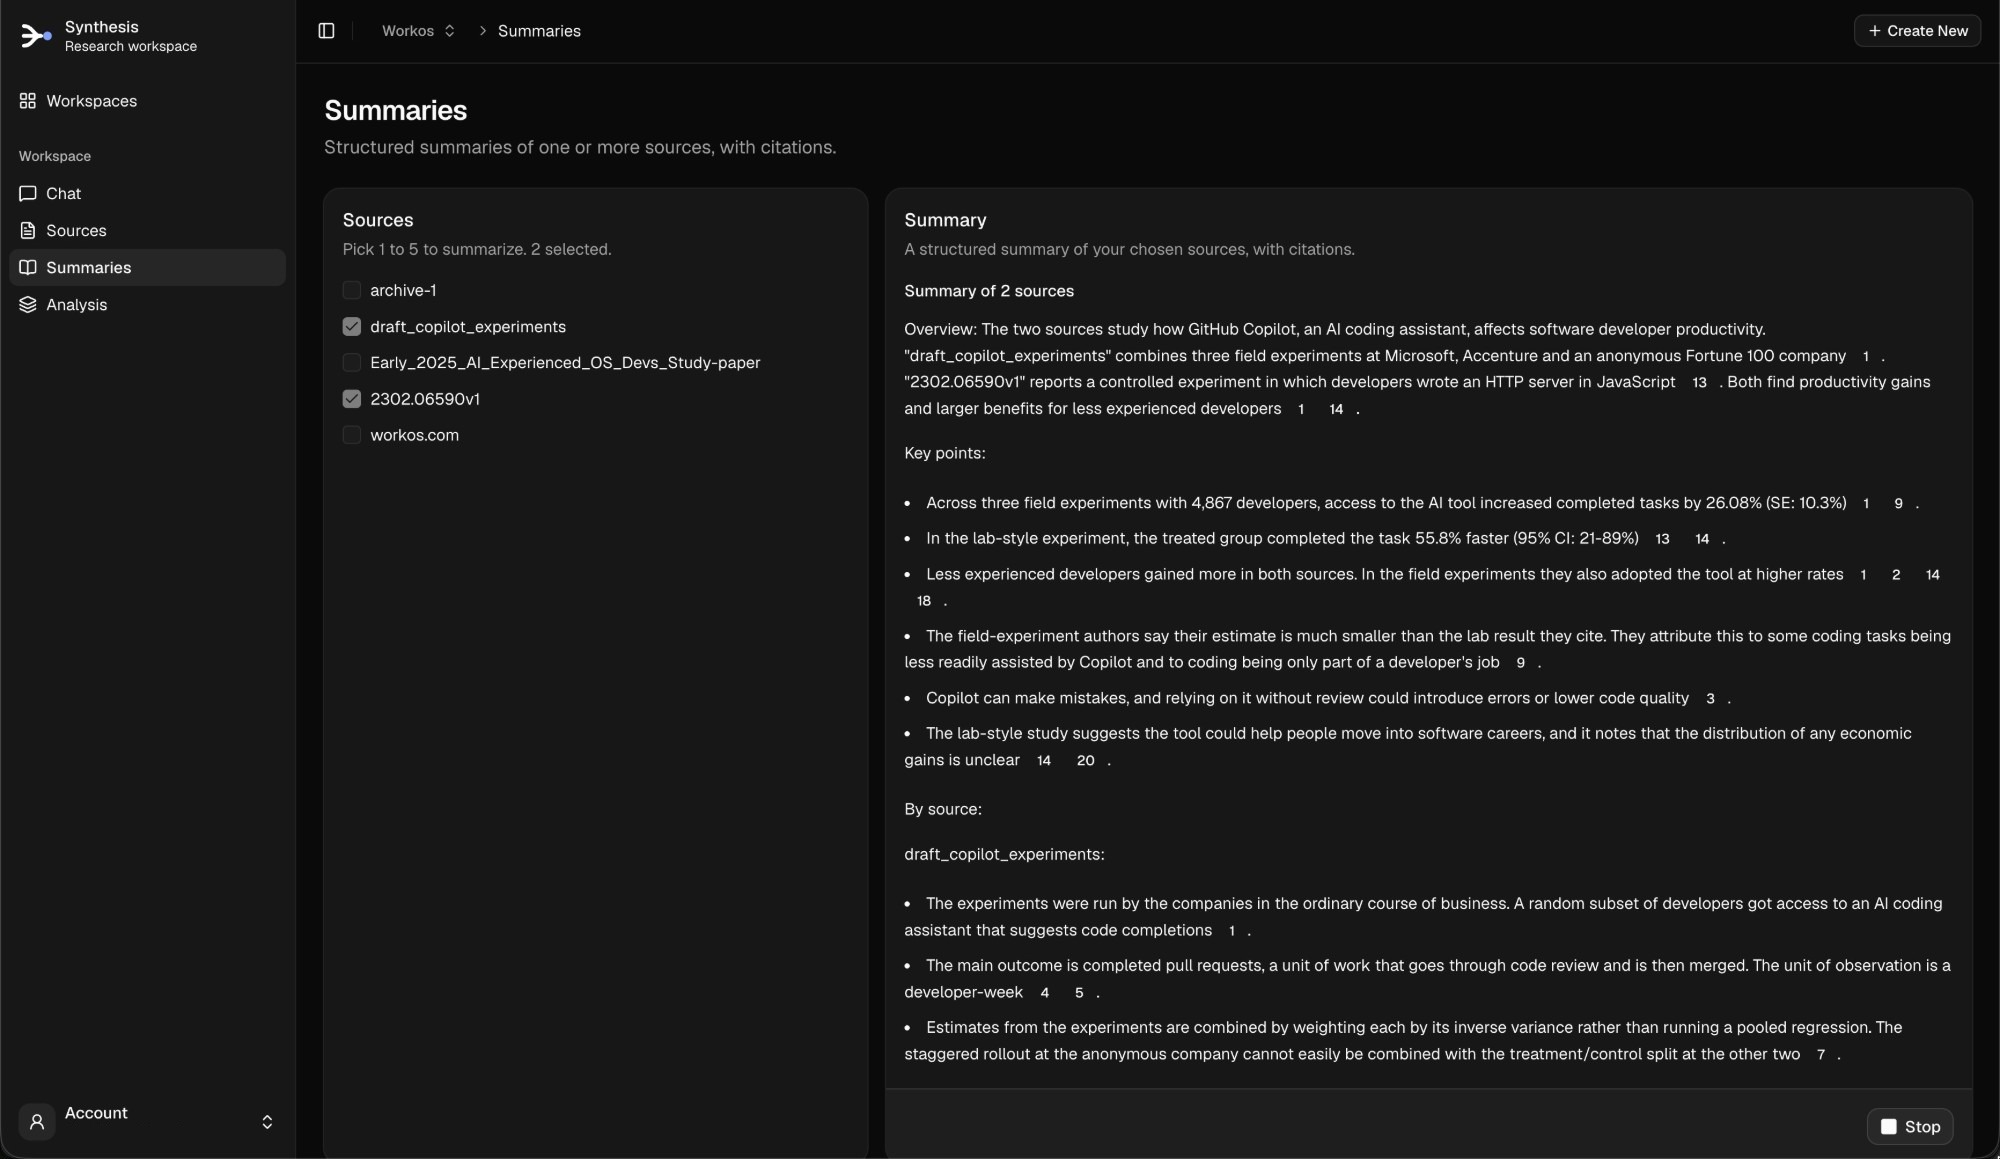 Synthesis
Research workspace
Workspaces
Workspace
Chat
Sources
Summaries
Analysis
Account
Workos
Summaries
+ Create New
Summaries
Structured summaries of one or more sources, with citations.
Sources
Pick 1 to 5 to summarize. 2 selected.
archive-1
draft_copilot_experiments
Early_2025_AI_Experienced_OS_Devs_Study-paper
2302.06590v1
workos.com
Summary
A structured summary of your chosen sources, with citations.
Summary of 2 sources
Overview: The two sources study how GitHub Copilot, an AI coding assistant, affects software developer productivity.
"draft_copilot_experiments" combines three field experiments at Microsoft, Accenture and an anonymous Fortune 100 company 1 .
"2302.06590v1" reports a controlled experiment in which developers wrote an HTTP server in JavaScript 13 . Both find productivity gains
and larger benefits for less experienced developers 1 14 .
Key points:
• Across three field experiments with 4,867 developers, access to the AI tool increased completed tasks by 26.08% (SE: 10.3%) 1 9 .
• In the lab-style experiment, the treated group completed the task 55.8% faster (95% CI: 21-89%) 13 14 .
• Less experienced developers gained more in both sources. In the field experiments they also adopted the tool at higher rates 1 2 14
18 .
• The field-experiment authors say their estimate is much smaller than the lab result they cite. They attribute this to some coding tasks being
less readily assisted by Copilot and to coding being only part of a developer's job 9 .
• Copilot can make mistakes, and relying on it without review could introduce errors or lower code quality 3 .
• The lab-style study suggests the tool could help people move into software careers, and it notes that the distribution of any economic
gains is unclear 14 20 .
By source:
draft_copilot_experiments:
• The experiments were run by the companies in the ordinary course of business. A random subset of developers got access to an AI coding
assistant that suggests code completions 1 .
• The main outcome is completed pull requests, a unit of work that goes through code review and is then merged. The unit of observation is a
developer-week 4 5 .
• Estimates from the experiments are combined by weighting each by its inverse variance rather than running a pooled regression. The
staggered rollout at the anonymous company cannot easily be combined with the treatment/control split at the other two 7 .
Stop